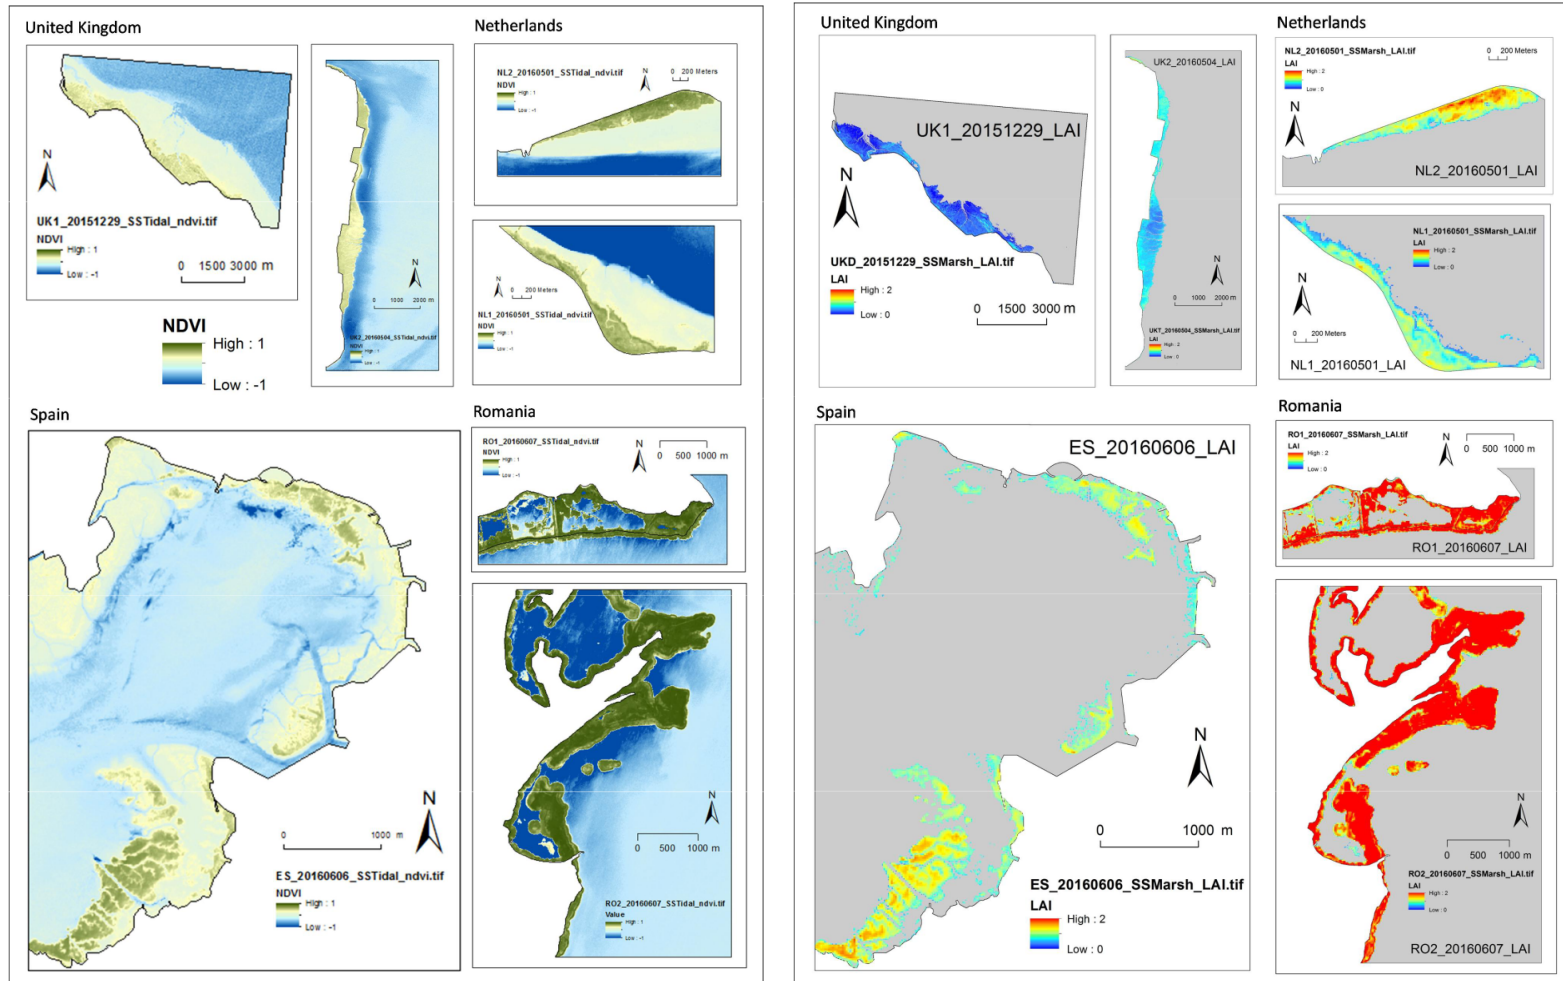 United Kingdom
Netherlands
N
UK1_20151229_SSTidal_ndvi.tif
NDVI
High : 1
Low : -1
0 1500 3000 m
NDVI
High : 1
Low : -1
N
0 1000 2000 m
UK2_20160504_SSTidal_ndvi.tif
NDVI
High : 1
Low : -1
NL2_20160501_SSTidal_ndvi.tif
NDVI
High : 1
Low : -1
N
0 200 Meters
N
0 200 Meters
NL1_20160501_SSTidal_ndvi.tif
NDVI
High : 1
Low : -1
Spain
Romania
N
0 1000 m
ES_20160606_SSTidal_ndvi.tif
NDVI
High : 1
Low : -1
RO1_20160607_SSTidal_ndvi.tif
NDVI
High : 1
Low : -1
N
0 500 1000 m
N
0 500 1000 m
RO2_20160607_SSTidal_ndvi.tif
Value
High : 1
Low : -1
United Kingdom
Netherlands
UK1_20151229_LAI
N
UKD_20151229_SSMarsh_LAI.tif
LAI
High : 2
Low : 0
0 1500 3000 m
UK2_20160504_LAI
N
0 1000 2000 m
UKT_20160504_SSMarsh_LAI.tif
LAI
High : 2
Low : 0
NL2_20160501_SSMarsh_LAI.tif
LAI
High : 2
Low : 0
0 200 Meters
N
NL2_20160501_LAI
NL1_20160501_SSMarsh_LAI.tif
LAI
High : 2
Low : 0
N
0 200 Meters
NL1_20160501_LAI
Spain
Romania
ES_20160606_LAI
N
0 1000 m
ES_20160606_SSMarsh_LAI.tif
LAI
High : 2
Low : 0
RO1_20160607_SSMarsh_LAI.tif
LAI
High : 2
Low : 0
N
0 500 1000 m
RO1_20160607_LAI
N
0 500 1000 m
RO2_20160607_SSMarsh_LAI.tif
LAI
High : 2
Low : 0
RO2_20160607_LAI